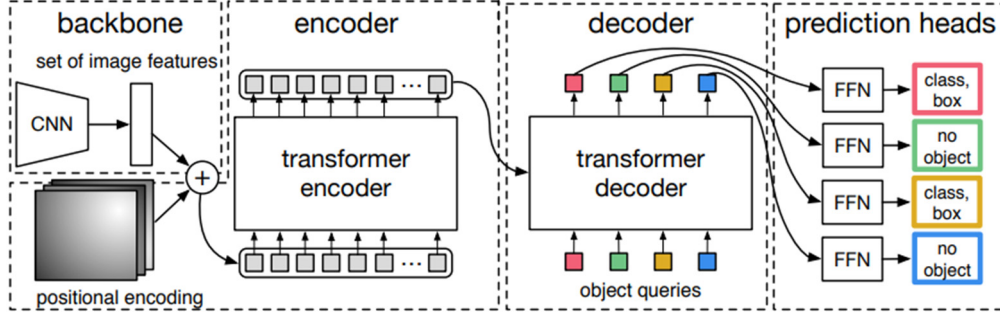 backbone
set of image features
CNN
+
positional encoding
encoder
...
transformer
encoder
...
decoder
transformer
decoder
object queries
prediction heads
FFN
class,
box
FFN
no
object
FFN
class,
box
FFN
no
object